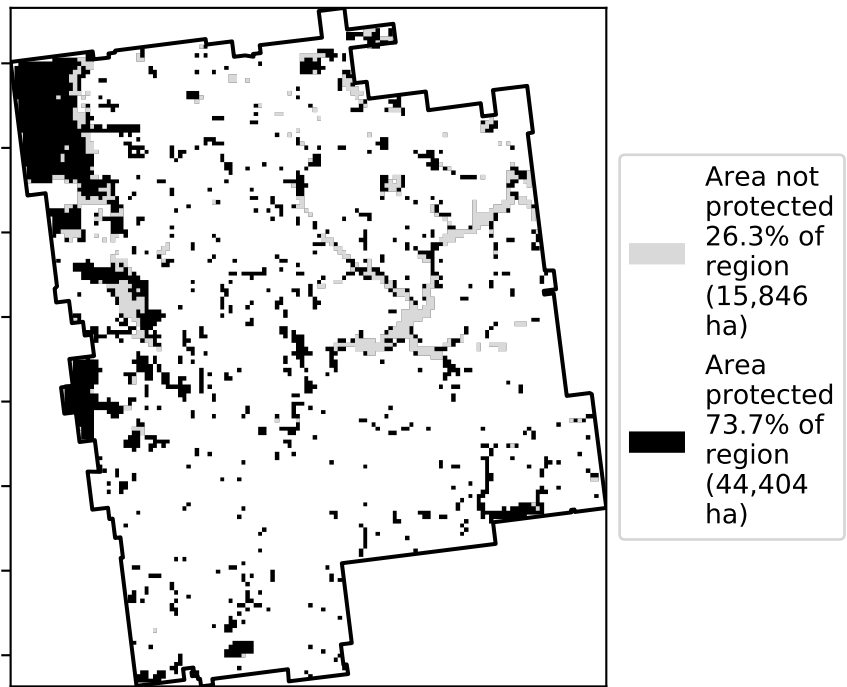 Area not
protected
26.3% of
region
(15,846
ha)
Area
protected
73.7% of
region
(44,404
ha)